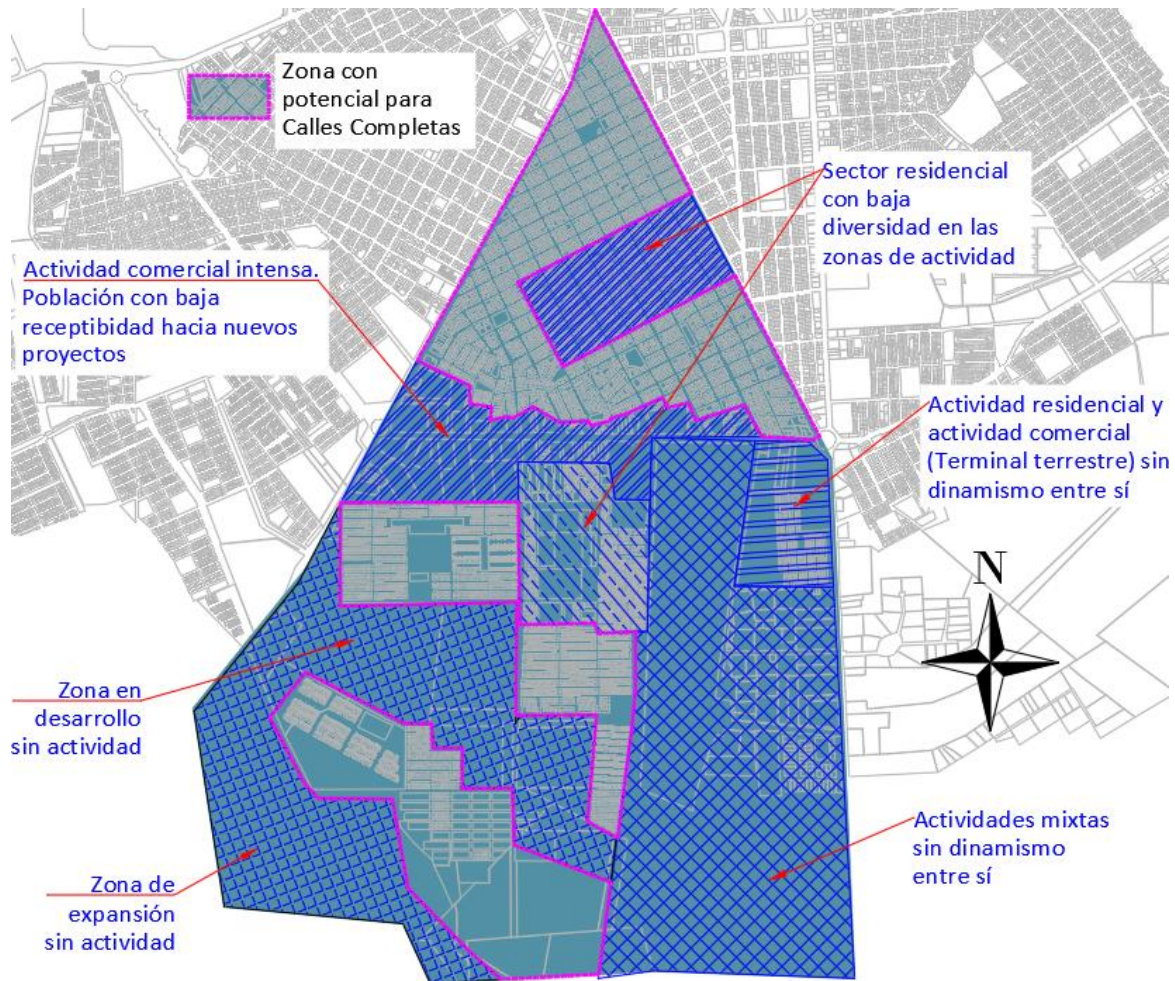 Zona con
potencial para
Calles Completas
Sector residencial
con baja
diversidad en las
zonas de actividad
Actividad comercial intensa.
Población con baja
receptibidad hacia nuevos
proyectos
Actividad residencial y
actividad comercial
(Terminal terrestre) sin
dinamismo entre sí
N
Zona en
desarrollo
sin actividad
Actividades mixtas
sin dinamismo
entre sí
Zona de
expansión
sin actividad